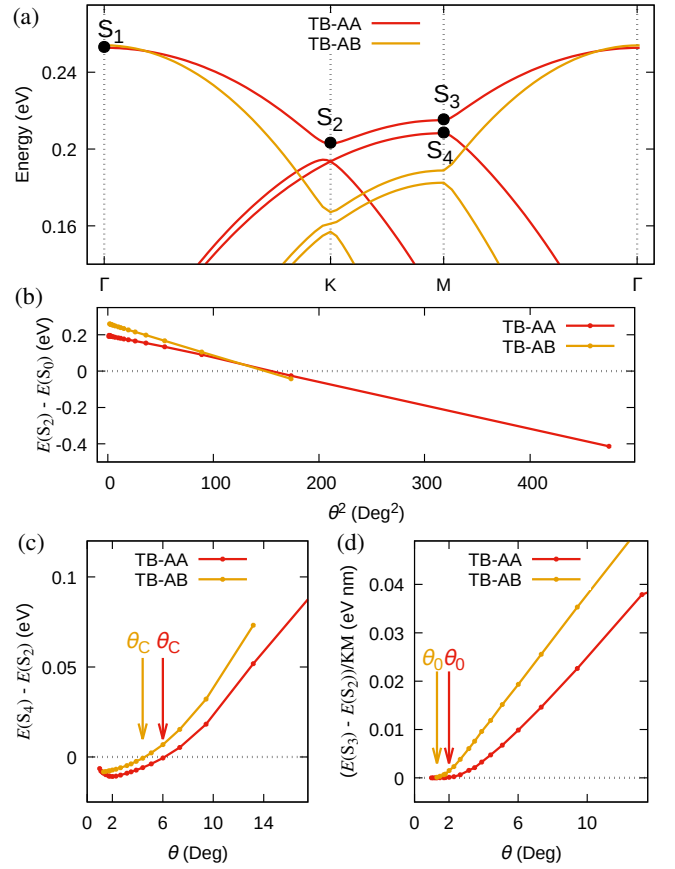 (a)
S1
TB-AA
TB-AB
S2
S3
S4
Energy (eV)
0.24
0.2
0.16
Γ K M Γ
(b)
TB-AA
TB-AB
E(S2) - E(S0) (eV)
0.2
0
-0.2
-0.4
0 100 200 300 400
θ² (Deg²)
(c)
TB-AA
TB-AB
θC θC
E(S4) - E(S2) (eV)
0.1
0.05
0
0 2 6 10 14
θ (Deg)
(d)
TB-AA
TB-AB
θ0 θ0
(E(S3) - E(S2))/KM (eV nm)
0.04
0.03
0.02
0.01
0
0 2 6 10
θ (Deg)